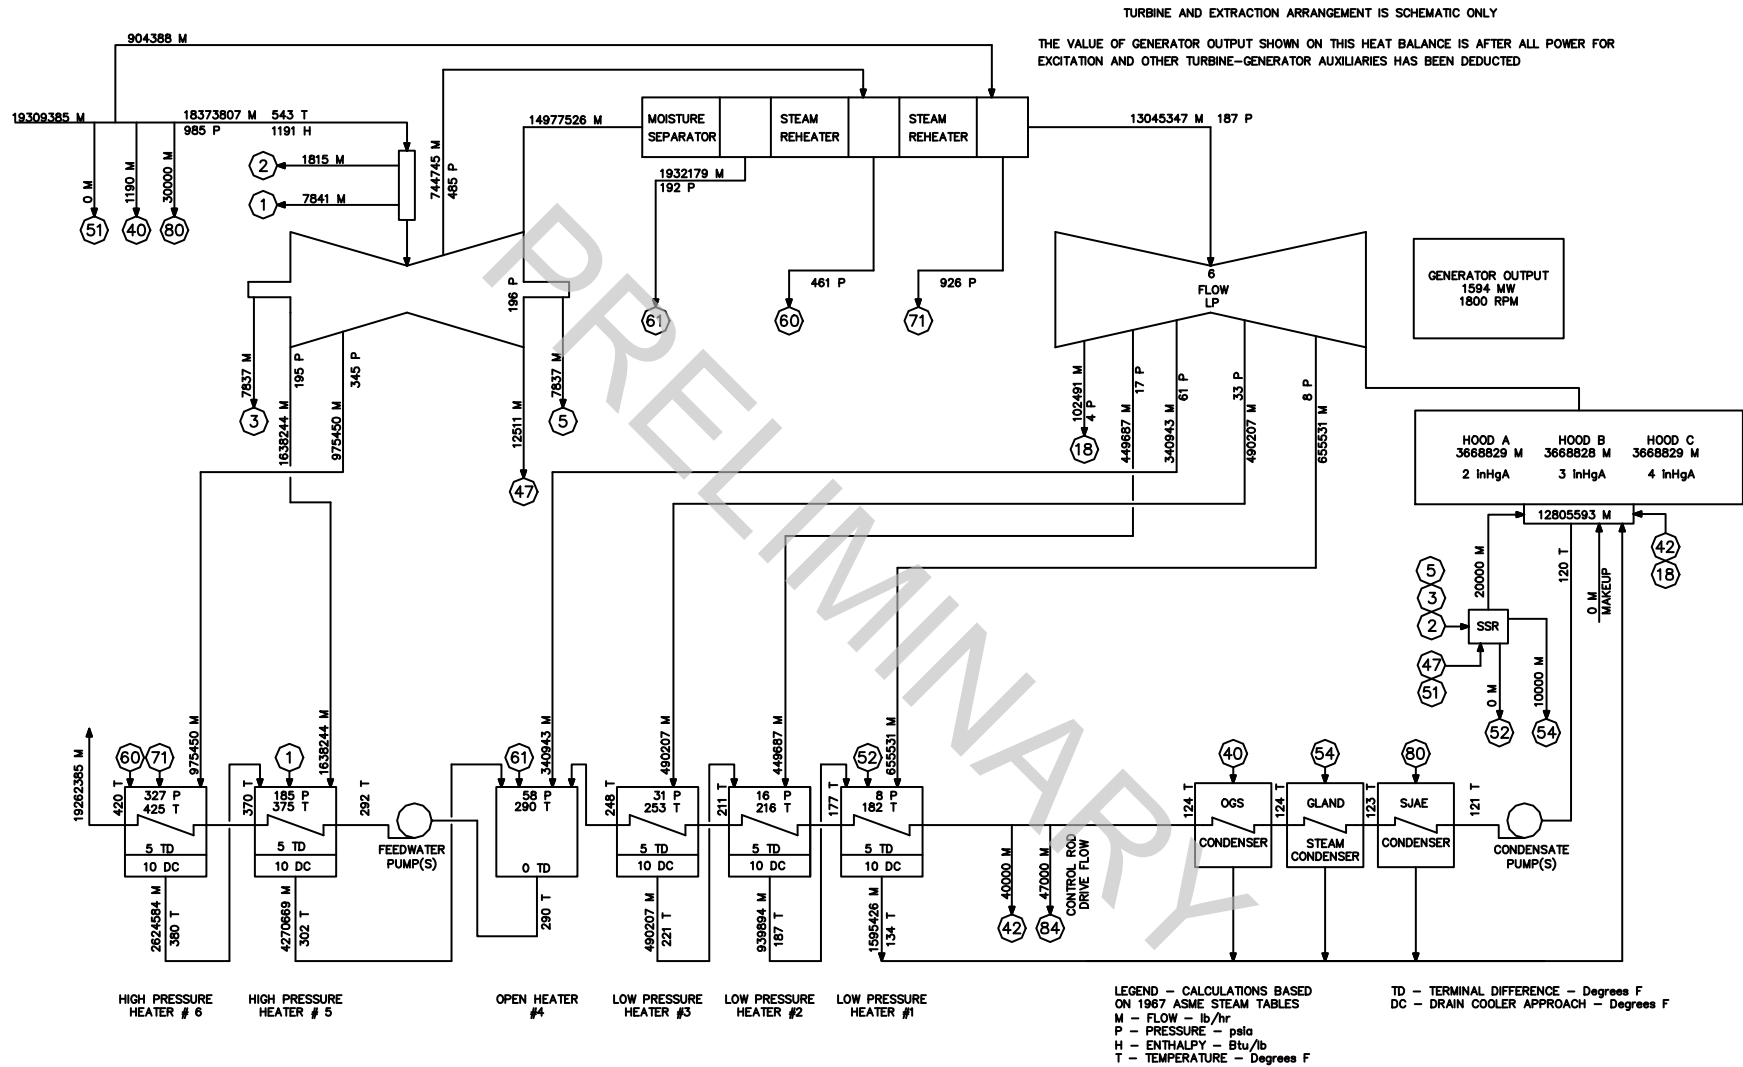 TURBINE AND EXTRACTION ARRANGEMENT IS SCHEMATIC ONLY
THE VALUE OF GENERATOR OUTPUT SHOWN ON THIS HEAT BALANCE IS AFTER ALL POWER FOR
EXCITATION AND OTHER TURBINE-GENERATOR AUXILIARIES HAS BEEN DEDUCTED
904388 M
19309385 M
18373807 M 543 T
985 P 1191 H
0 M
1190 M
30000 M
51
40
80
2
1815 M
1
7841 M
744745 M
485 P
14977526 M
MOISTURE
SEPARATOR
STEAM
REHEATER
STEAM
REHEATER
13045347 M 187 P
1932179 M
192 P
61
461 P
60
926 P
71
196 P
7837 M
3
1638244 M
195 P
975450 M
345 P
12511 M
47
7837 M
5
6
FLOW
LP
GENERATOR OUTPUT
1594 MW
1800 RPM
102491 M
4 P
18
449687 M
17 P
340943 M
61 P
490207 M
33 P
655531 M
8 P
HOOD A
3668829 M
2 inHgA
HOOD B
3668828 M
3 inHgA
HOOD C
3668829 M
4 inHgA
12805593 M
42
18
20000 M
120 T
0 M
MAKEUP
5
3
2
SSR
47
51
0 M
52
10000 M
54
PRELIMINARY
19262385 M
420 T
60
71
975450 M
327 P
425 T
5 TD
10 DC
370 T
1
1638244 M
185 P
375 T
5 TD
10 DC
292 T
FEEDWATER
PUMP(S)
61
340943 M
58 P
290 T
0 TD
248 T
490207 M
31 P
253 T
5 TD
10 DC
211 T
449687 M
16 P
216 T
5 TD
10 DC
177 T
52
655531 M
8 P
182 T
5 TD
10 DC
40
124 T
OGS
CONDENSER
54
124 T
GLAND
STEAM
CONDENSER
80
123 T
SJAE
CONDENSER
121 T
CONDENSATE
PUMP(S)
2624584 M
380 T
4270669 M
302 T
290 T
490207 M
221 T
939894 M
187 T
1595426 M
134 T
40000 M
42
47000 M
84
CONTROL ROD
DRIVE FLOW
HIGH PRESSURE
HEATER # 6
HIGH PRESSURE
HEATER # 5
OPEN HEATER
#4
LOW PRESSURE
HEATER #3
LOW PRESSURE
HEATER #2
LOW PRESSURE
HEATER #1
LEGEND - CALCULATIONS BASED
ON 1967 ASME STEAM TABLES
M - FLOW - lb/hr
P - PRESSURE - psia
H - ENTHALPY - Btu/lb
T - TEMPERATURE - Degrees F
TD - TERMINAL DIFFERENCE - Degrees F
DC - DRAIN COOLER APPROACH - Degrees F